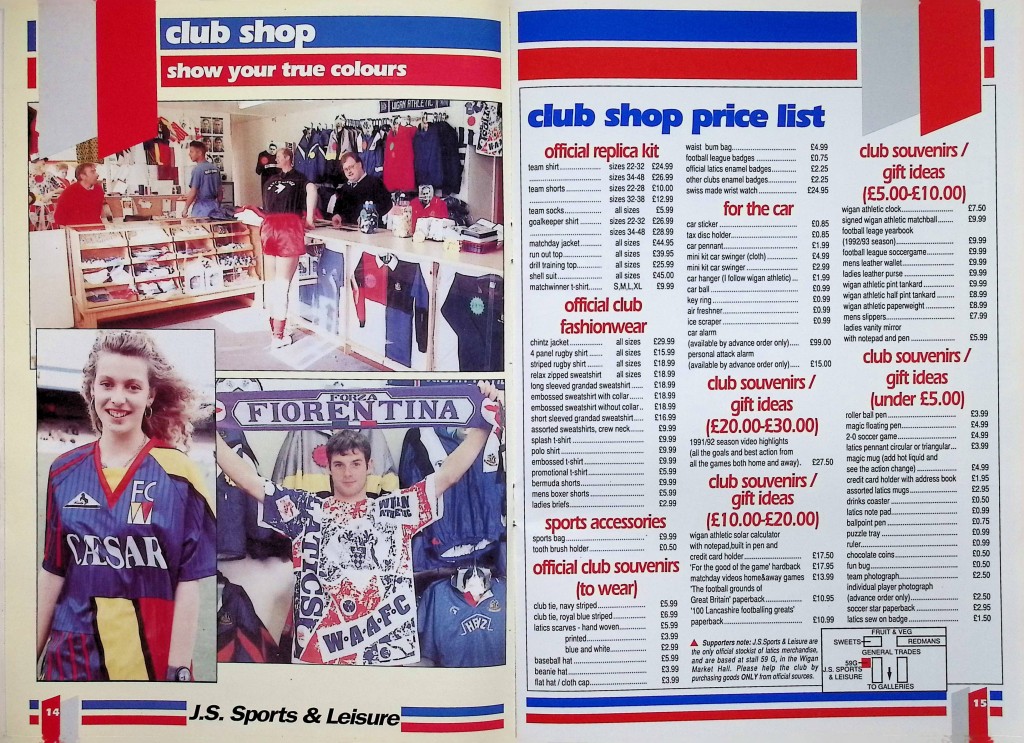 club shop
show your true colours
WIGAN ATHLETIC
FC
CÆSAR
FORZA
FIORENTINA
WIGAN
ATHLETIC
LATICS
W·A·A·F·C
14
J.S. Sports & Leisure
club shop price list
official replica kit
team shirt ... sizes 22-32 £24.99
... sizes 34-48 £26.99
team shorts ... sizes 22-28 £10.00
... sizes 32-38 £12.99
team socks ... all sizes £5.99
goalkeeper shirt ... sizes 22-32 £26.99
... sizes 34-48 £28.99
matchday jacket ... all sizes £44.95
run out top ... all sizes £39.95
drill training top ... all sizes £25.99
shell suit ... all sizes £45.00
matchwinner t-shirt ... S,M,L,XL £9.99
official club
fashionwear
chintz jacket ... all sizes £29.99
4 panel rugby shirt ... all sizes £15.99
striped rugby shirt ... all sizes £18.99
relax zipped sweatshirt all sizes £18.99
long sleeved grandad sweatshirt ... £18.99
embossed sweatshirt with collar ... £18.99
embossed sweatshirt without collar .. £18.99
short sleeved grandad sweatshirt ... £16.99
assorted sweatshirts, crew neck ... £9.99
splash t-shirt ... £9.99
polo shirt ... £9.99
embossed t-shirt ... £9.99
promotional t-shirt ... £5.99
bermuda shorts ... £9.99
mens boxer shorts ... £5.99
ladies briefs ... £2.99
sports accessories
sports bag ... £9.99
tooth brush holder ... £0.50
official club souvenirs
(to wear)
club tie, navy striped ... £5.99
club tie, royal blue striped ... £6.99
latics scarves - hand woven ... £5.99
printed ... £3.99
blue and white ... £2.99
baseball hat ... £5.99
beanie hat ... £3.99
flat hat / cloth cap ... £3.99
waist bum bag ... £4.99
football league badges ... £0.75
official latics enamel badges ... £2.25
other clubs enamel badges ... £2.25
swiss made wrist watch ... £24.95
for the car
car sticker ... £0.85
tax disc holder ... £0.85
car pennant ... £1.99
mini kit car swinger (cloth) ... £4.99
mini kit car swinger ... £2.99
car hanger (I follow wigan athletic) ... £1.99
car ball ... £0.99
key ring ... £0.99
air freshner ... £0.99
ice scraper ... £0.99
car alarm
(available by advance order only) ... £99.00
personal attack alarm
(available by advance order only) ... £15.00
club souvenirs /
gift ideas
(£20.00-£30.00)
1991/92 season video highlights
(all the goals and best action from
all the games both home and away). £27.50
club souvenirs /
gift ideas
(£10.00-£20.00)
wigan athletic solar calculator
with notepad,built in pen and
credit card holder ... £17.50
'For the good of the game' hardback £17.95
matchday videos home&away games £13.99
'The football grounds of
Great Britain' paperback ... £10.95
'100 Lancashire footballing greats'
paperback ... £10.99
▲ Supporters note: J.S.Sports & Leisure are
the only official stockist of latics merchandise,
and are based at stall 59 G, in the Wigan
Market Hall. Please help the club by
purchasing goods ONLY from official sources.
club souvenirs /
gift ideas
(£5.00-£10.00)
wigan athletic clock ... £7.50
signed wigan athletic matchball ... £9.99
football leage yearbook
(1992/93 season) ... £9.99
football league soccergame ... £9.99
mens leather wallet ... £9.99
ladies leather purse ... £9.99
wigan athletic pint tankard ... £9.99
wigan athletic half pint tankard ... £8.99
wigan athletic paperweight ... £8.99
mens slippers ... £7.99
ladies vanity mirror
with notepad and pen ... £5.99
club souvenirs /
gift ideas
(under £5.00)
roller ball pen ... £3.99
magic floating pen ... £4.99
2-0 soccer game ... £4.99
latics pennant circular or triangular ... £3.99
magic mug (add hot liquid and
see the action change) ... £4.99
credit card holder with address book £1.95
assorted latics mugs ... £2.95
drinks coaster ... £0.50
latics note pad ... £0.99
ballpoint pen ... £0.75
puzzle tray ... £0.99
ruler ... £0.99
chocolate coins ... £0.50
fun bug ... £0.50
team photograph ... £2.50
individual player photograph
(advance order only) ... £2.50
soccer star paperback ... £2.95
latics sew on badge ... £1.50
FRUIT & VEG
SWEETS
REDMANS
GENERAL TRADES
59G
J.S. SPORTS
& LEISURE
TO GALLERIES
15